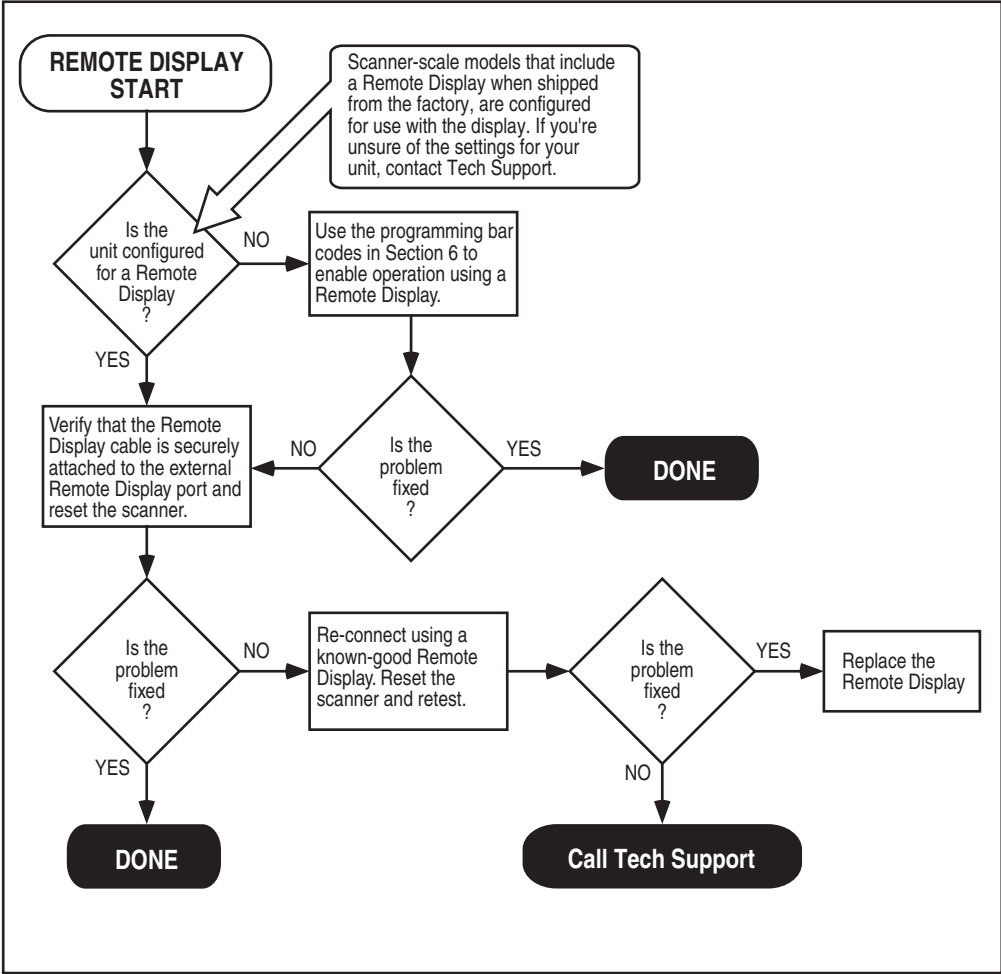 REMOTE DISPLAY
START
Scanner-scale models that include
a Remote Display when shipped
from the factory, are configured
for use with the display. If you're
unsure of the settings for your
unit, contact Tech Support.
Is the
unit configured
for a Remote
Display
?
NO
Use the programming bar
codes in Section 6 to
enable operation using a
Remote Display.
YES
Verify that the Remote
Display cable is securely
attached to the external
Remote Display port and
reset the scanner.
NO
Is the
problem
fixed
?
YES
DONE
Is the
problem
fixed
?
NO
Re-connect using a
known-good Remote
Display. Reset the
scanner and retest.
Is the
problem
fixed
?
YES
Replace the
Remote Display
YES
NO
DONE
Call Tech Support